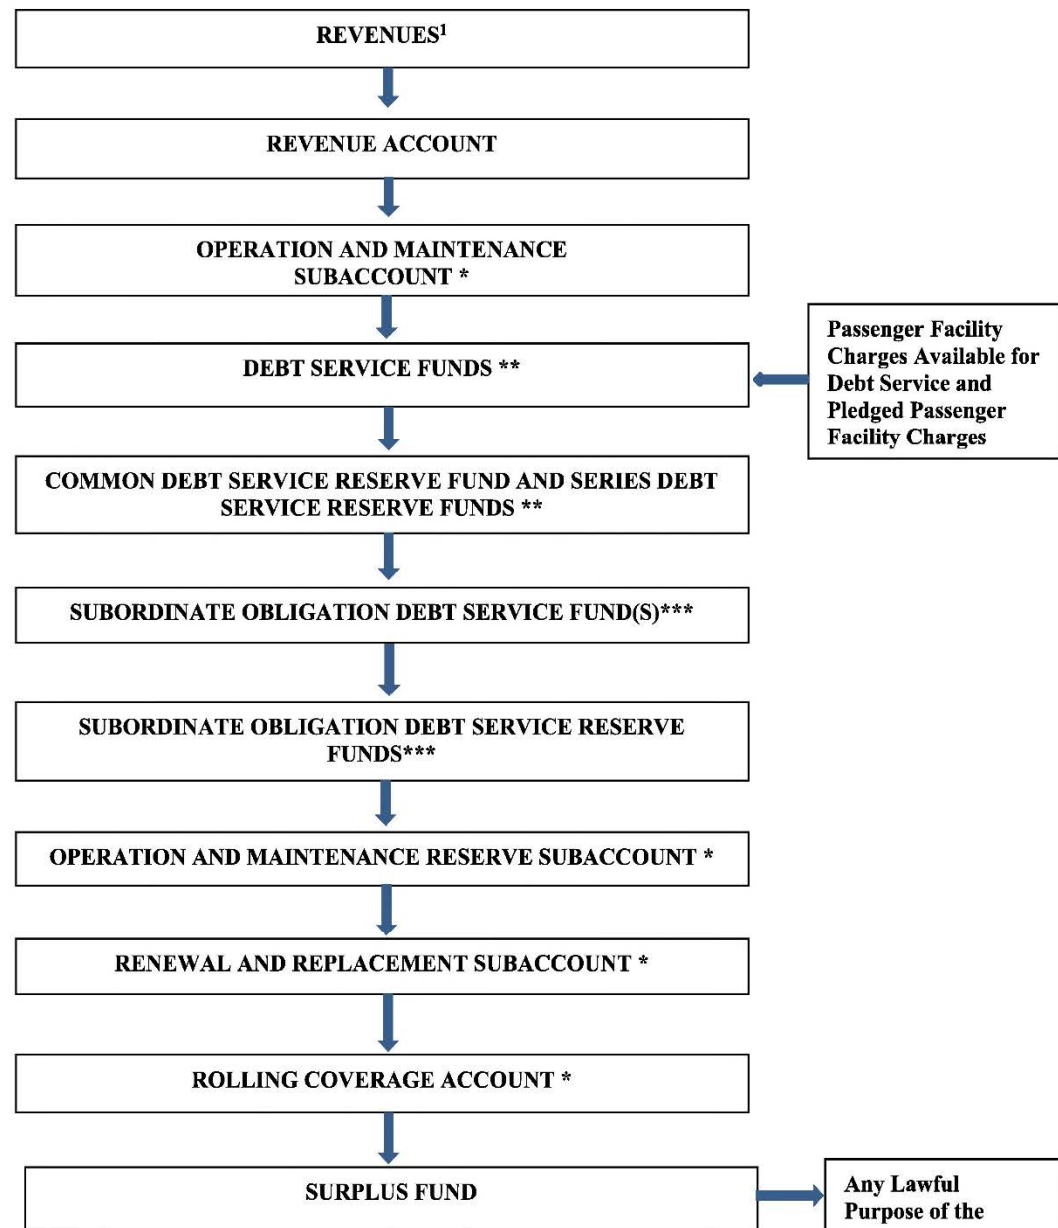 REVENUES¹
REVENUE ACCOUNT
OPERATION AND MAINTENANCE
SUBACCOUNT *
DEBT SERVICE FUNDS **
Passenger Facility
Charges Available for
Debt Service and
Pledged Passenger
Facility Charges
COMMON DEBT SERVICE RESERVE FUND AND SERIES DEBT
SERVICE RESERVE FUNDS **
SUBORDINATE OBLIGATION DEBT SERVICE FUND(S)***
SUBORDINATE OBLIGATION DEBT SERVICE RESERVE
FUNDS***
OPERATION AND MAINTENANCE RESERVE SUBACCOUNT *
RENEWAL AND REPLACEMENT SUBACCOUNT *
ROLLING COVERAGE ACCOUNT *
SURPLUS FUND
Any Lawful
Purpose of the